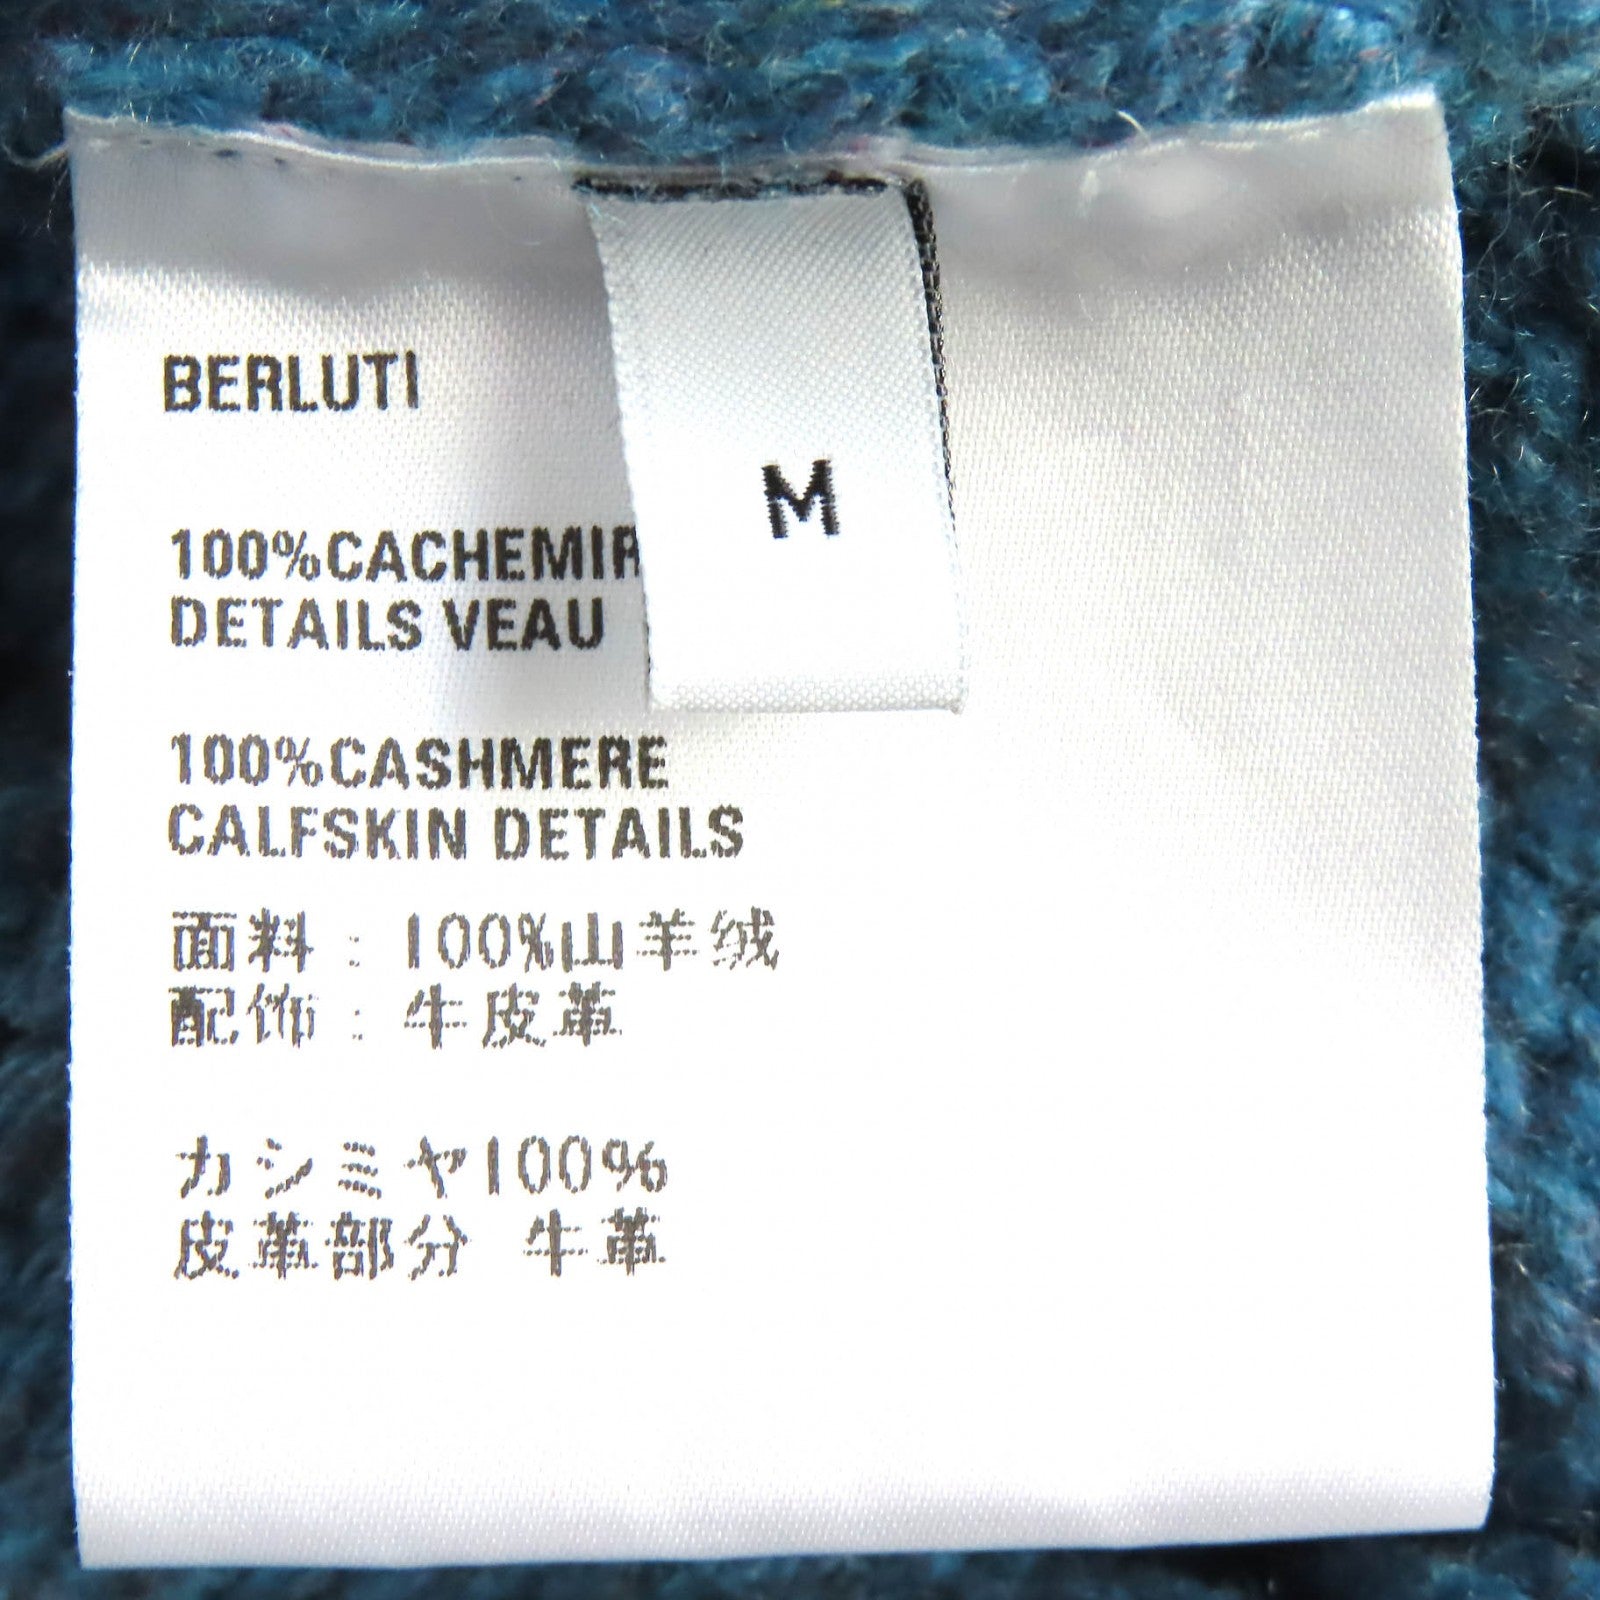 BERLUTI
M
100%CACHEMIR
DETAILS VEAU
100%CASHMERE
CALFSKIN DETAILS
面料：100%山羊绒
配饰：牛皮革
カシミヤ100%
皮革部分 牛革